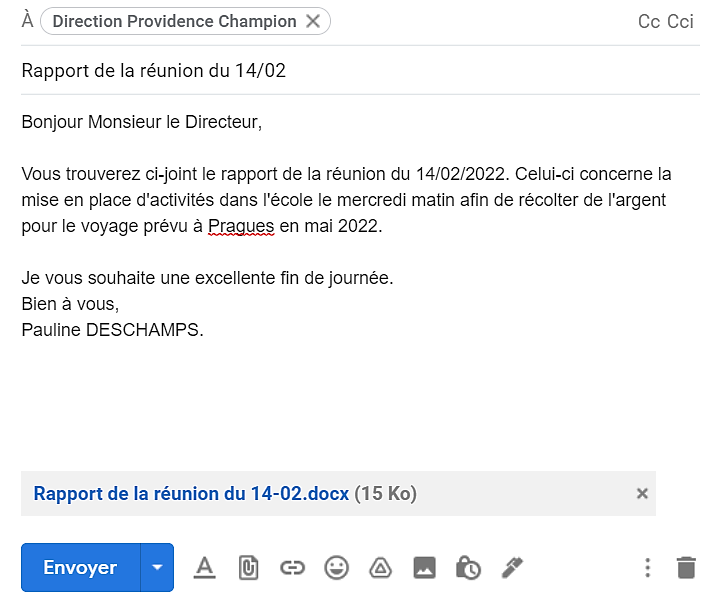 À Direction Providence Champion Cc Cci
Rapport de la réunion du 14/02
Bonjour Monsieur le Directeur,
Vous trouverez ci-joint le rapport de la réunion du 14/02/2022. Celui-ci concerne la
mise en place d'activités dans l'école le mercredi matin afin de récolter de l'argent
pour le voyage prévu à Pragues en mai 2022.
Je vous souhaite une excellente fin de journée.
Bien à vous,
Pauline DESCHAMPS.
Rapport de la réunion du 14-02.docx (15 Ko)
Envoyer